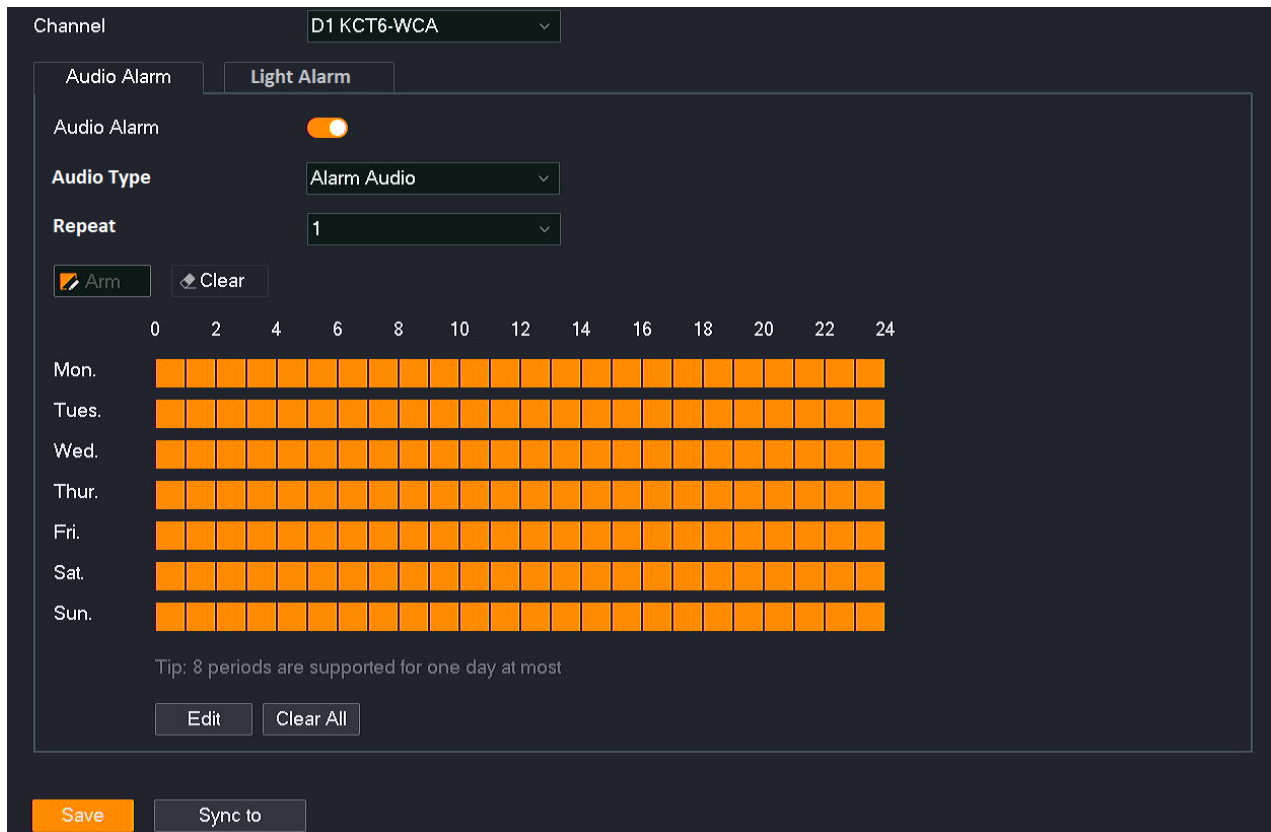 Channel D1 KCT6-WCA
Audio Alarm Light Alarm
Audio Alarm
Audio Type Alarm Audio
Repeat 1
Arm Clear
0 2 4 6 8 10 12 14 16 18 20 22 24
Mon.
Tues.
Wed.
Thur.
Fri.
Sat.
Sun.
Tip: 8 periods are supported for one day at most
Edit Clear All
Save Sync to